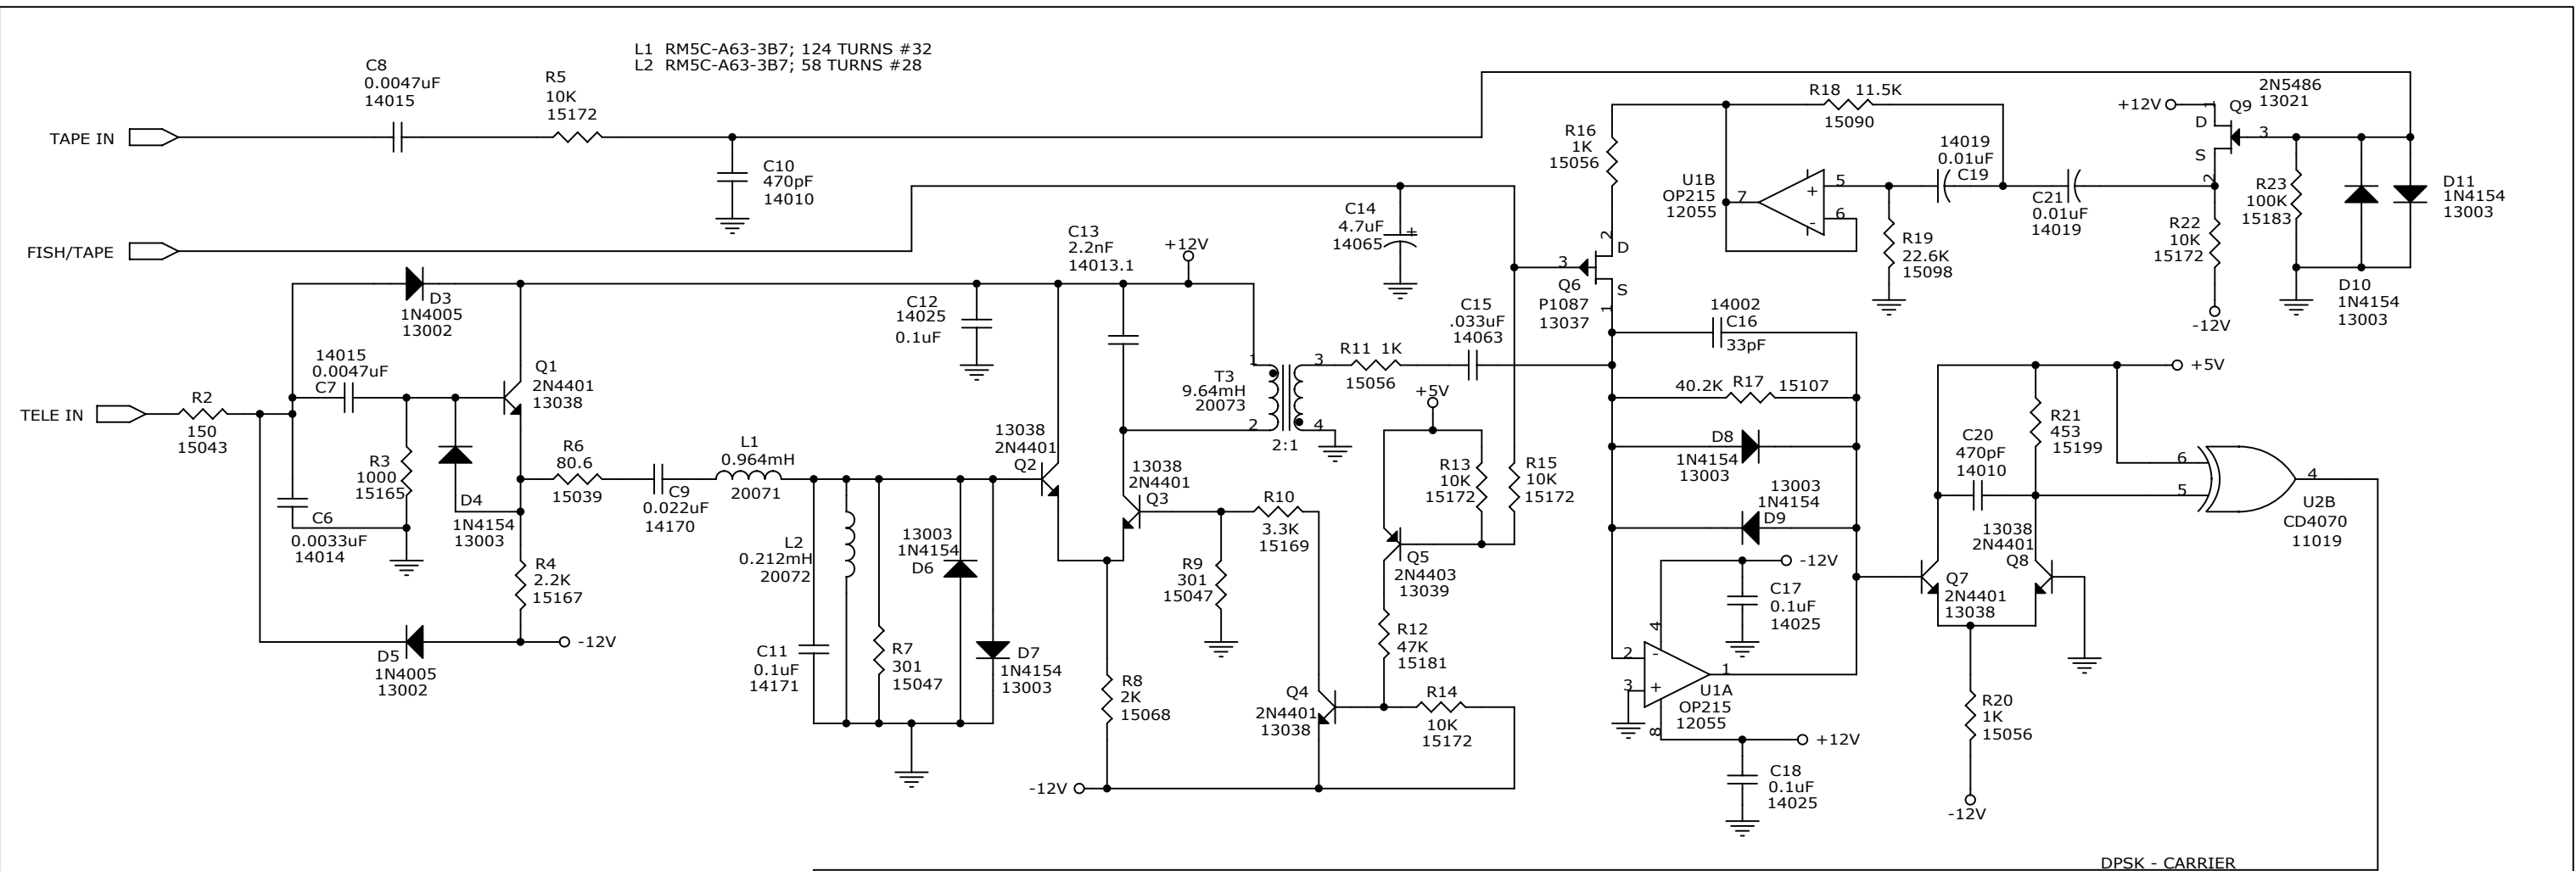 L1 RM5C-A63-3B7; 124 TURNS #32
L2 RM5C-A63-3B7; 58 TURNS #28
C8
0.0047uF
14015
R5
10K
15172
TAPE IN
C10
470pF
14010
FISH/TAPE
D3
1N4005
13002
14015
0.0047uF
C7
Q1
2N4401
13038
TELE IN
R2
150
15043
R3
1000
15165
D4
1N4154
13003
C6
0.0033uF
14014
R6
80.6
15039
R4
2.2K
15167
D5
1N4005
13002
-12V
C9
0.022uF
14170
L1
0.964mH
20071
L2
0.212mH
20072
C11
0.1uF
14171
R7
301
15047
13003
1N4154
D6
D7
1N4154
13003
C12
14025
0.1uF
C13
2.2nF
14013.1
+12V
13038
2N4401
Q2
13038
2N4401
Q3
R8
2K
15068
-12V
R9
301
15047
R10
3.3K
15169
T3
9.64mH
20073
1
2
3
4
2:1
R11 1K
15056
C14
4.7uF
14065
+
C15
.033uF
14063
+5V
R13
10K
15172
R15
10K
15172
Q5
2N4403
13039
R12
47K
15181
Q4
2N4401
13038
R14
10K
15172
R16
1K
15056
2
D
3
S
1
Q6
P1087
13037
R18 11.5K
15090
U1B
OP215
12055
7
+
-
5
6
14019
0.01uF
C19
R19
22.6K
15098
C21
0.01uF
14019
+12V
1
D
S
2
3
2N5486
13021
Q9
R22
10K
15172
-12V
R23
100K
15183
D11
1N4154
13003
D10
1N4154
13003
14002
C16
33pF
40.2K R17 15107
D8
1N4154
13003
13003
1N4154
D9
-12V
C17
0.1uF
14025
4
2
-
3
+
1
8
U1A
OP215
12055
+12V
C18
0.1uF
14025
+5V
R21
453
15199
C20
470pF
14010
13038
2N4401
Q8
Q7
2N4401
13038
R20
1K
15056
-12V
6
5
4
U2B
CD4070
11019
DPSK - CARRIER